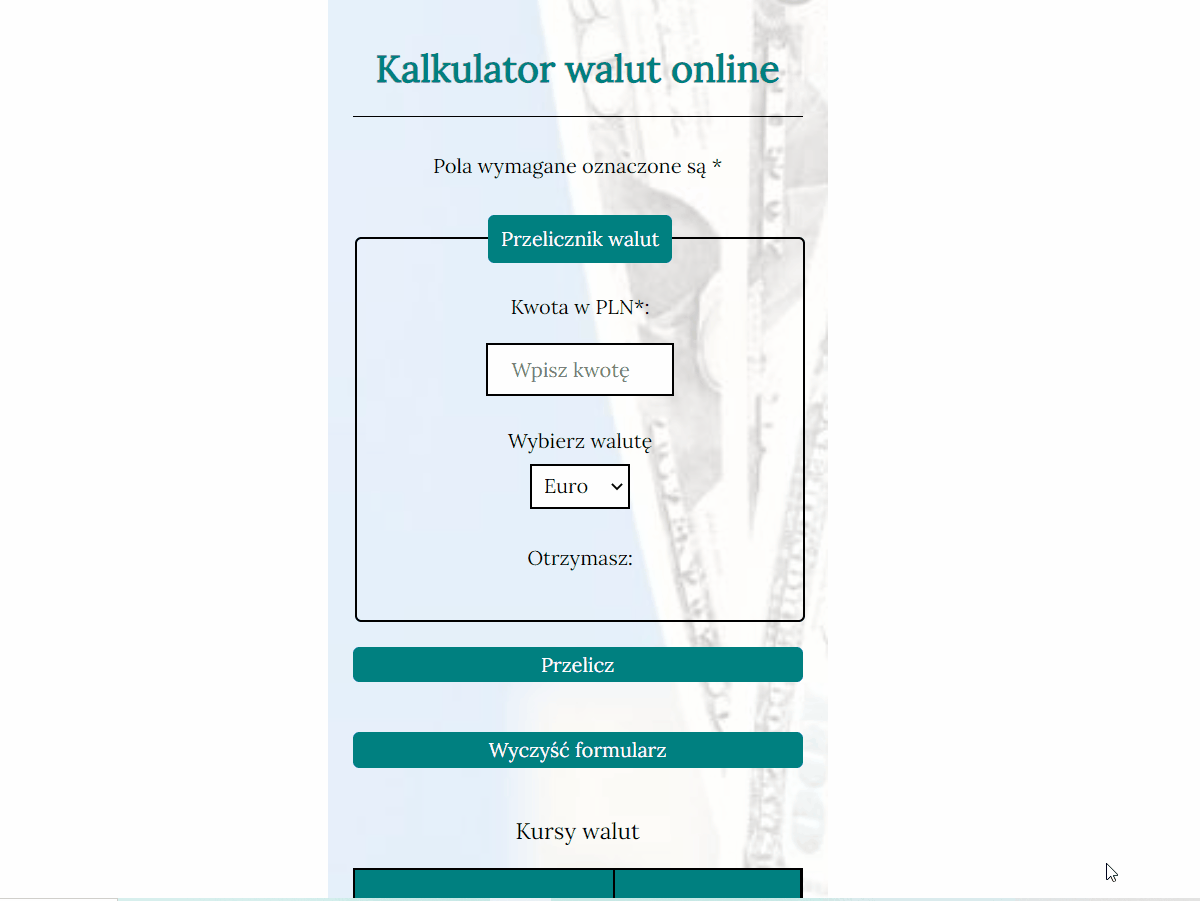 Kalkulator walut online
Pola wymagane oznaczone są *
Przelicznik walut
Kwota w PLN*:
Wpisz kwotę
Wybierz walutę
Euro
Otrzymasz:
Przelicz
Wyczyść formularz
Kursy walut